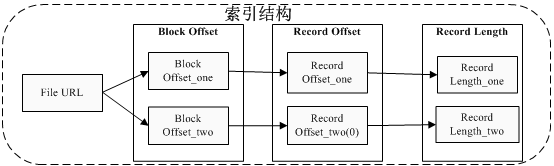 索引结构
Block Offset
Record Offset
Record Length
File URL
Block
Offset_one
Record
Offset_one
Record
Length_one
Block
Offset_two
Record
Offset_two(0)
Record
Length_two